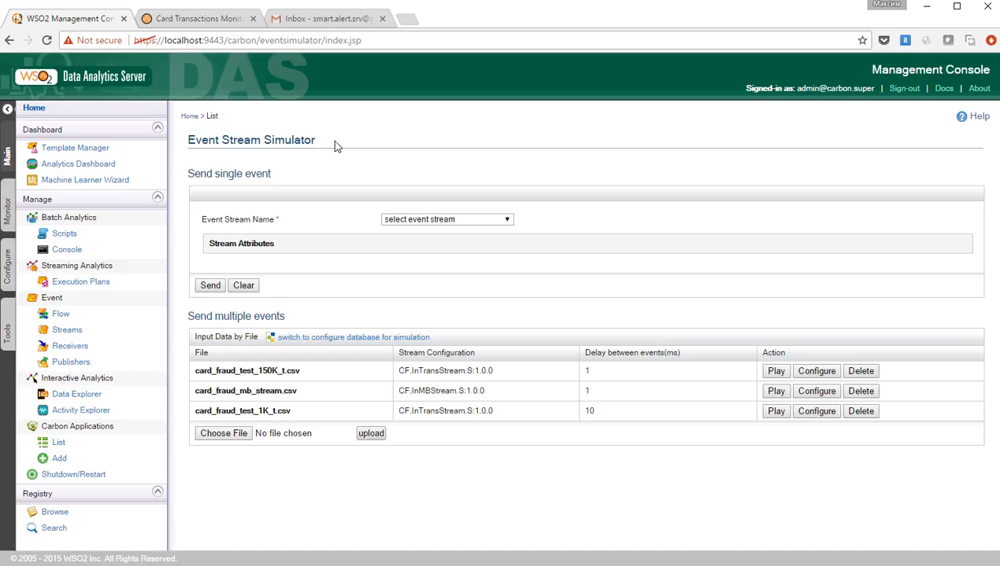 Максим
WSO2 Management Con
Card Transactions Monit
Inbox - smart.alert.srv@g
Not secure
https://localhost:9443/carbon/eventsimulator/index.jsp
DAS
WSO2 Data Analytics Server
Management Console
Signed-in as: admin@carbon.super | Sign-out | Docs | About
Main
Monitor
Configure
Tools
Home
Dashboard
Template Manager
Analytics Dashboard
ML Machine Learner Wizard
Manage
Batch Analytics
Scripts
Console
Streaming Analytics
Execution Plans
Event
Flow
Streams
Receivers
Publishers
Interactive Analytics
Data Explorer
Activity Explorer
Carbon Applications
List
Add
Shutdown/Restart
Registry
Browse
Search
Home > List
Help
Event Stream Simulator
Send single event
Event Stream Name * select event stream
Stream Attributes
Send Clear
Send multiple events
Input Data by File switch to configure database for simulation
File Stream Configuration Delay between events(ms) Action
card_fraud_test_150K_t.csv CF.InTransStream.S:1.0.0 1 Play Configure Delete
card_fraud_mb_stream.csv CF.InMBStream.S:1.0.0 1 Play Configure Delete
card_fraud_test_1K_t.csv CF.InTransStream.S:1.0.0 10 Play Configure Delete
Choose File No file chosen upload
© 2005 - 2015 WSO2 Inc. All Rights Reserved.